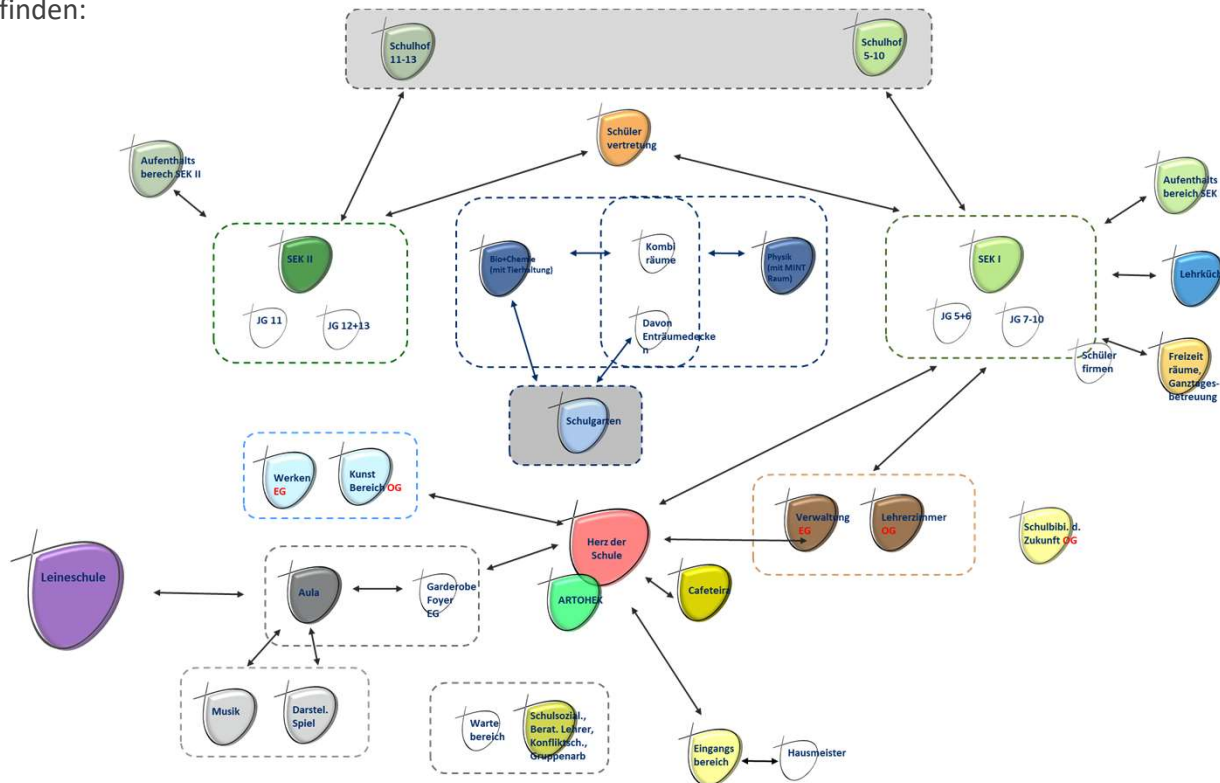 finden:
Schulhof
11-13
Schulhof
5-10
Schüler
vertretung
Aufenthalts
berech SEK II
Aufenthalts
bereich SEK
SEK II
JG 11
JG 12+13
Bio+Chemie
(mit Tierhaltung)
Kombi
räume
Physik
(mit MINT
Raum)
Davon
Enträumedecke
n
SEK I
JG 5+6
JG 7-10
Lehrküch
Schüler
firmen
Freizeit
räume,
Ganztages-
betreuung
Schulgarten
Werken
EG
Kunst
Bereich OG
Herz der
Schule
Verwaltung
EG
Lehrerzimmer
OG
Schulbibi. d.
Zukunft OG
Leineschule
Aula
Garderobe
Foyer
EG
ARTOHEK
Cafeteira
Musik
Darstel.
Spiel
Warte
bereich
Schulsozial.,
Berat. Lehrer,
Konfliktsch.,
Gruppenarb
Eingangs
bereich
Hausmeister